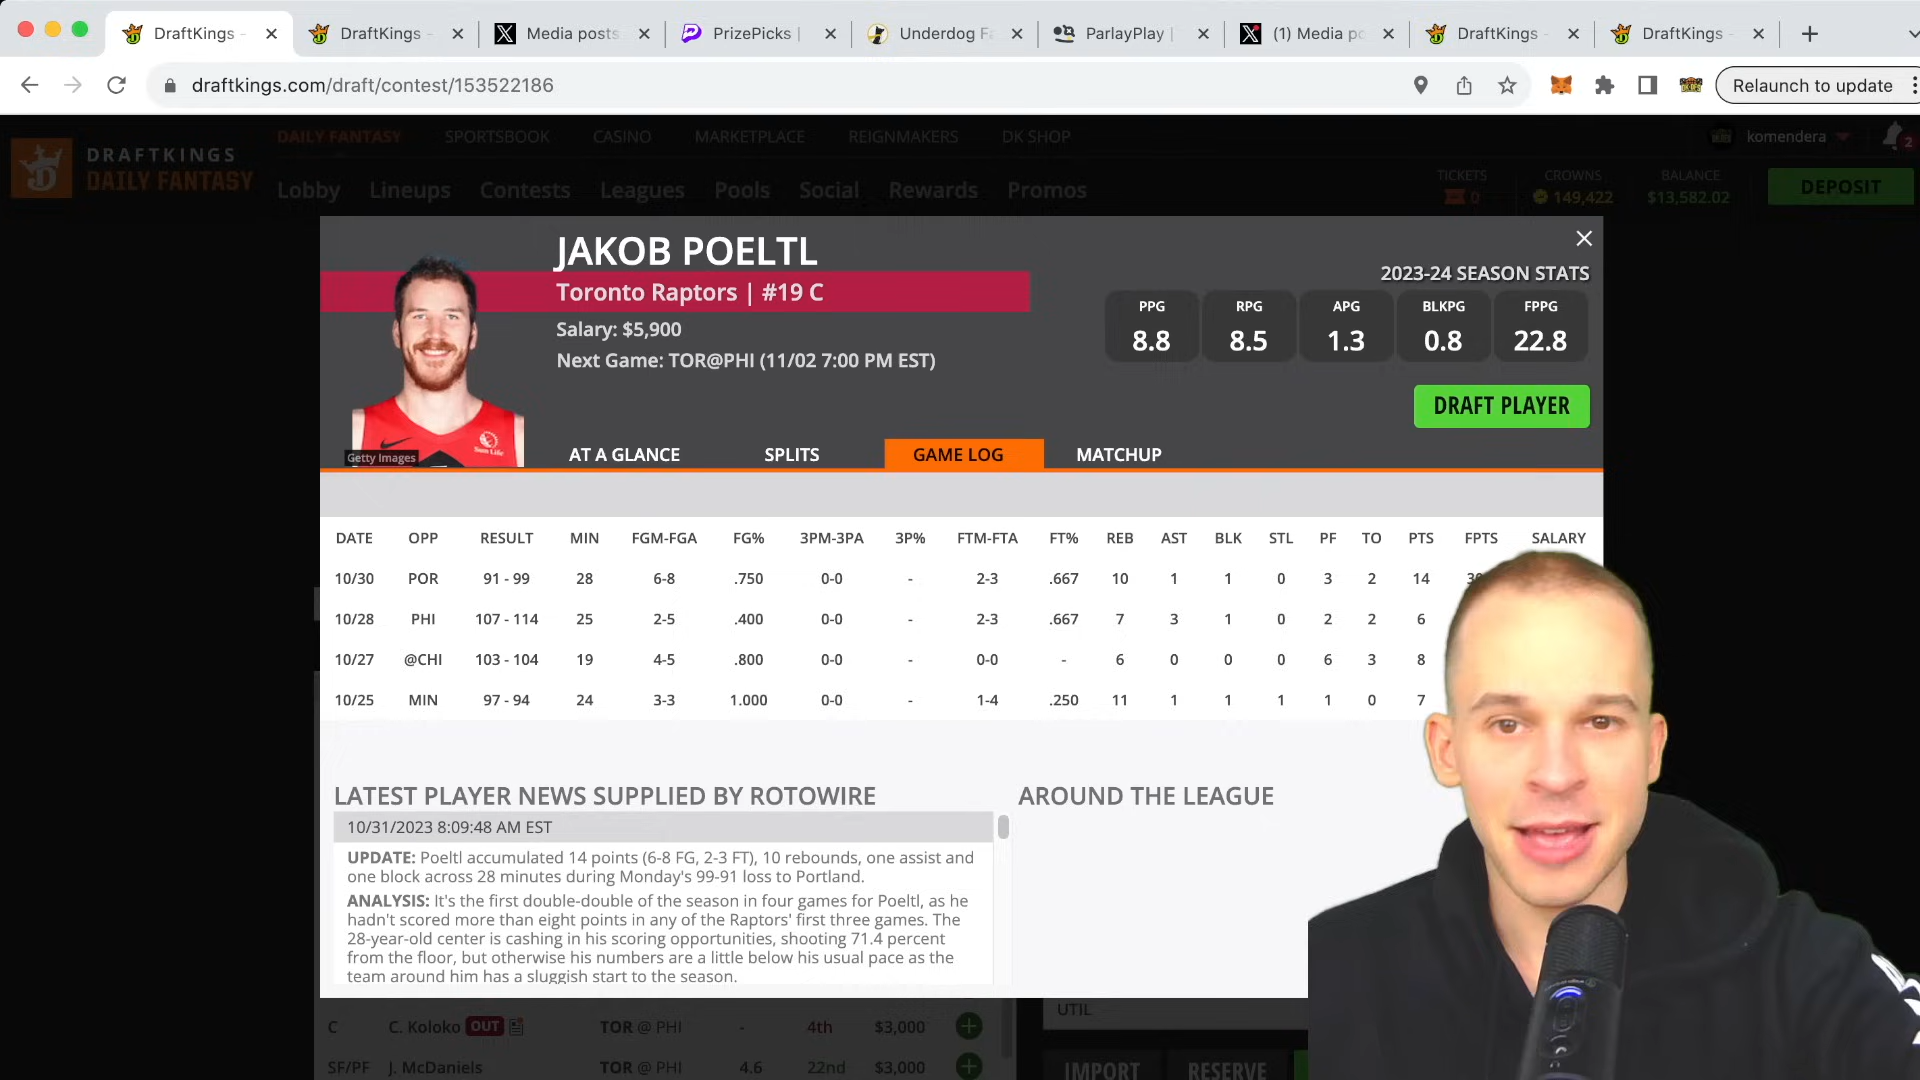 DraftKings -
DraftKings -
Media posts
PrizePicks |
Underdog Fa
ParlayPlay |
(1) Media po
DraftKings -
DraftKings -
draftkings.com/draft/contest/153522186
Relaunch to update
DRAFTKINGS
DAILY FANTASY
DAILY FANTASY
SPORTSBOOK
CASINO
MARKETPLACE
REIGNMAKERS
DK SHOP
komendera
2
Lobby
Lineups
Contests
Leagues
Pools
Social
Rewards
Promos
TICKETS
0
CROWNS
149,422
BALANCE
$13,582.02
DEPOSIT
JAKOB POELTL
Toronto Raptors | #19 C
Salary: $5,900
Next Game: TOR@PHI (11/02 7:00 PM EST)
2023-24 SEASON STATS
PPG RPG APG BLKPG FPPG
8.8 8.5 1.3 0.8 22.8
DRAFT PLAYER
Getty Images
Sun Life
AT A GLANCE
SPLITS
GAME LOG
MATCHUP
DATE OPP RESULT MIN FGM-FGA FG% 3PM-3PA 3P% FTM-FTA FT% REB AST BLK STL PF TO PTS FPTS SALARY
10/30 POR 91 - 99 28 6-8 .750 0-0 - 2-3 .667 10 1 1 0 3 2 14
10/28 PHI 107 - 114 25 2-5 .400 0-0 - 2-3 .667 7 3 1 0 2 2 6
10/27 @CHI 103 - 104 19 4-5 .800 0-0 - 0-0 - 6 0 0 0 6 3 8
10/25 MIN 97 - 94 24 3-3 1.000 0-0 - 1-4 .250 11 1 1 1 1 0 7
LATEST PLAYER NEWS SUPPLIED BY ROTOWIRE
AROUND THE LEAGUE
10/31/2023 8:09:48 AM EST
UPDATE: Poeltl accumulated 14 points (6-8 FG, 2-3 FT), 10 rebounds, one assist and
one block across 28 minutes during Monday's 99-91 loss to Portland.
ANALYSIS: It's the first double-double of the season in four games for Poeltl, as he
hadn't scored more than eight points in any of the Raptors' first three games. The
28-year-old center is cashing in his scoring opportunities, shooting 71.4 percent
from the floor, but otherwise his numbers are a little below his usual pace as the
team around him has a sluggish start to the season.
C C. Koloko OUT TOR @ PHI - 4th $3,000
SF/PF J. McDaniels TOR @ PHI 4.6 22nd $3,000
UTIL
IMPORT
RESERVE